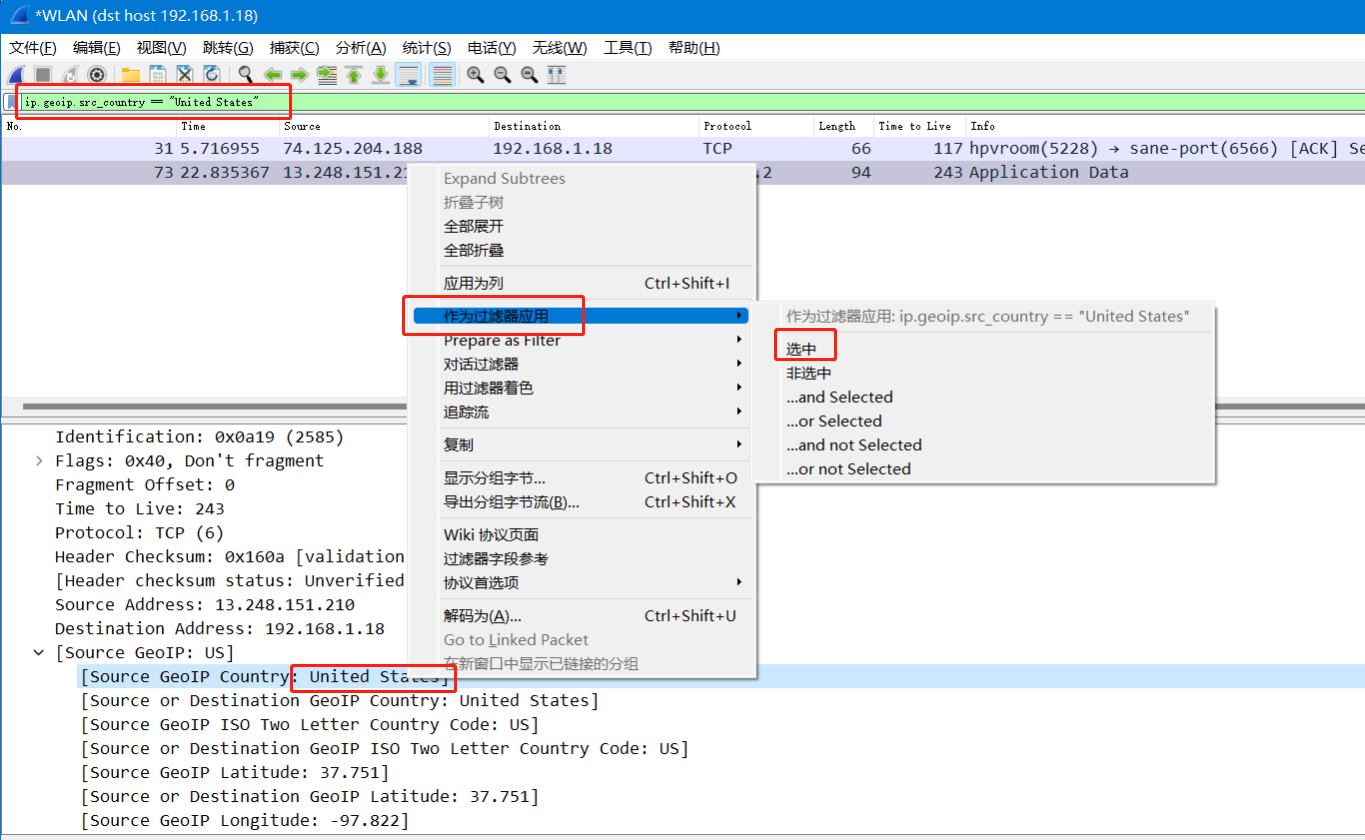 *WLAN (dst host 192.168.1.18)
文件(F) 编辑(E) 视图(V) 跳转(G) 捕获(C) 分析(A) 统计(S) 电话(Y) 无线(W) 工具(T) 帮助(H)
ip.geoip.src_country == "United States"
No. Time Source Destination Protocol Length Time to Live Info
31 5.716955 74.125.204.188 192.168.1.18 TCP 66 117 hpvroom(5228) → sane-port(6566) [ACK] Se
73 22.835367 13.248.151.21 .2 94 243 Application Data
Expand Subtrees
折叠子树
全部展开
全部折叠
应用为列 Ctrl+Shift+I
作为过滤器应用
Prepare as Filter
对话过滤器
用过滤器着色
追踪流
复制
显示分组字节... Ctrl+Shift+O
导出分组字节流(B)... Ctrl+Shift+X
Wiki 协议页面
过滤器字段参考
协议首选项
解码为(A)... Ctrl+Shift+U
Go to Linked Packet
在新窗口中显示已链接的分组
作为过滤器应用: ip.geoip.src_country == "United States"
选中
非选中
...and Selected
...or Selected
...and not Selected
...or not Selected
Identification: 0x0a19 (2585)
Flags: 0x40, Don't fragment
Fragment Offset: 0
Time to Live: 243
Protocol: TCP (6)
Header Checksum: 0x160a [validation
[Header checksum status: Unverified
Source Address: 13.248.151.210
Destination Address: 192.168.1.18
[Source GeoIP: US]
[Source GeoIP Country: United States]
[Source or Destination GeoIP Country: United States]
[Source GeoIP ISO Two Letter Country Code: US]
[Source or Destination GeoIP ISO Two Letter Country Code: US]
[Source GeoIP Latitude: 37.751]
[Source or Destination GeoIP Latitude: 37.751]
[Source GeoIP Longitude: -97.822]